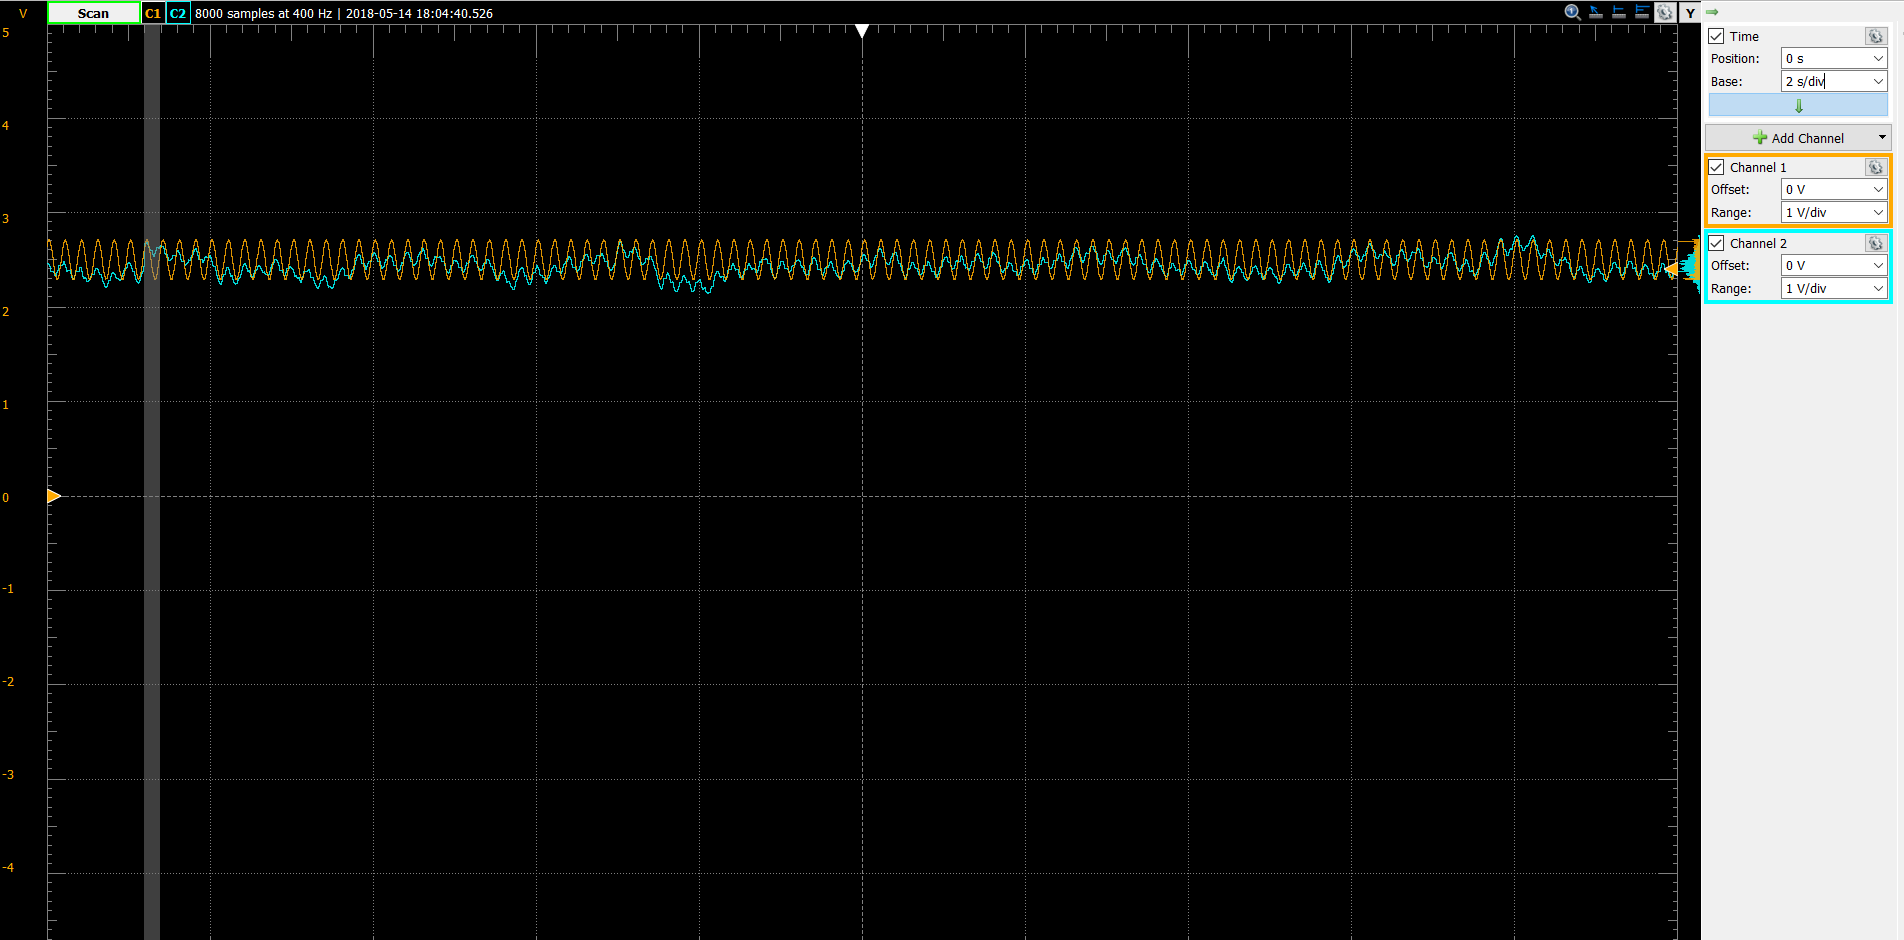 V Scan C1 C2 8000 samples at 400 Hz | 2018-05-14 18:04:40.526 Y
5
4
3
2
1
0
-1
-2
-3
-4
Time
Position: 0 s
Base: 2 s/div
Add Channel
Channel 1
Offset: 0 V
Range: 1 V/div
Channel 2
Offset: 0 V
Range: 1 V/div